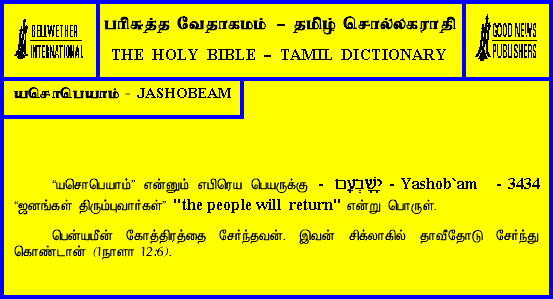 BELLWETHER
INTERNATIONAL
பரிசுத்த வேதாகமம் – தமிழ் சொல்லகராதி
THE HOLY BIBLE – TAMIL DICTIONARY
GOOD NEWS
PUBLISHERS
யசொபெயாம் - JASHOBEAM
“யசொபெயாம்” என்னும் எபிரெய பெயருக்கு - יָשָׁבְעָם - Yashob`am - 3434
“ஜனங்கள் திரும்புவார்கள்” "the people will return" என்று பொருள்.
பென்யமீன் கோத்திரத்தை சேர்ந்தவன். இவன் சிக்லாகில் தாவீதோடு சேர்ந்து
கொண்டான் (1நாளா 12:6).